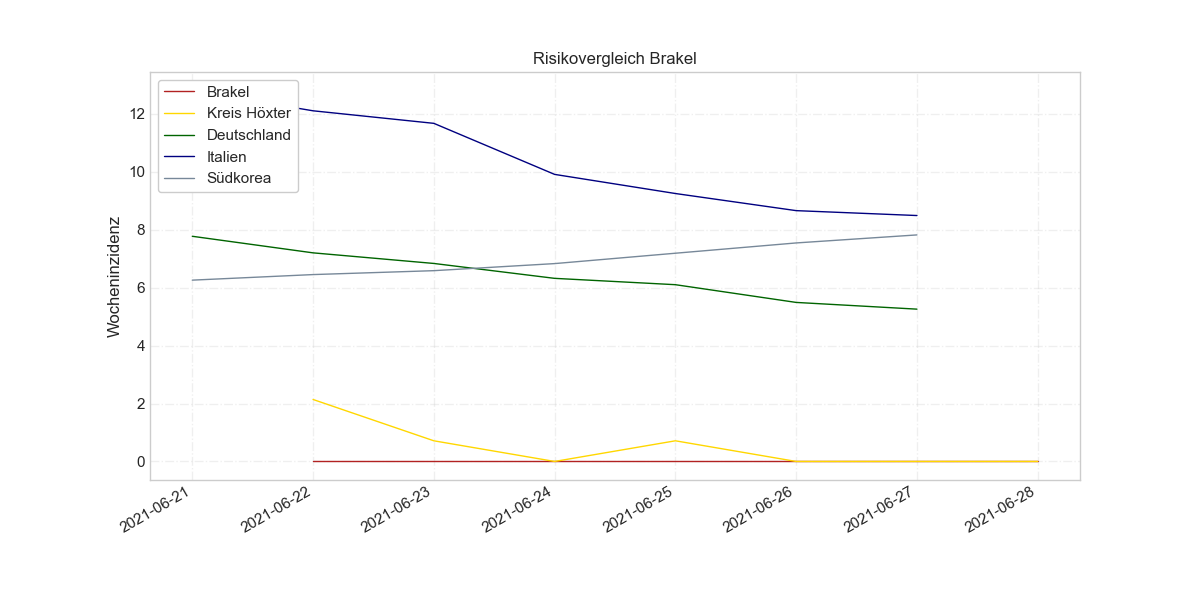 Risikovergleich Brakel
Brakel
Kreis Höxter
Deutschland
Italien
Südkorea
Wocheninzidenz
12
10
8
6
4
2
0
2021-06-21
2021-06-22
2021-06-23
2021-06-24
2021-06-25
2021-06-26
2021-06-27
2021-06-28